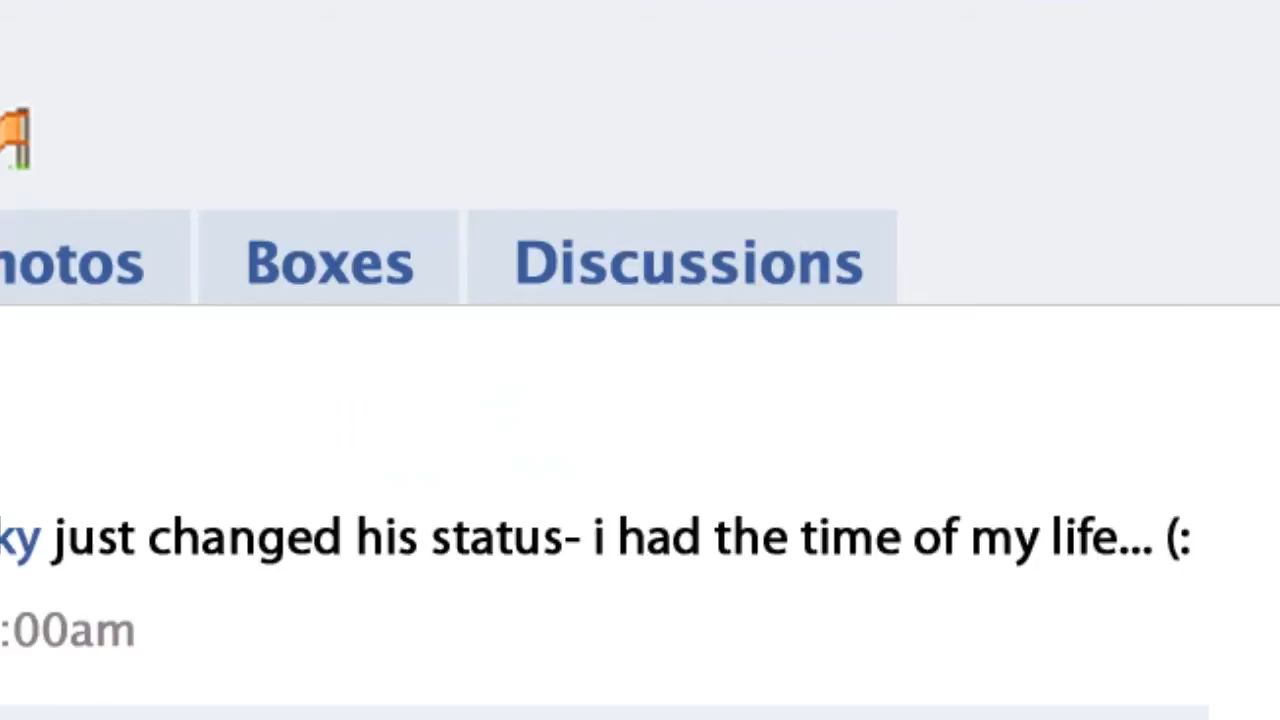 hotos Boxes Discussions
ky just changed his status- i had the time of my life... (:
:00am